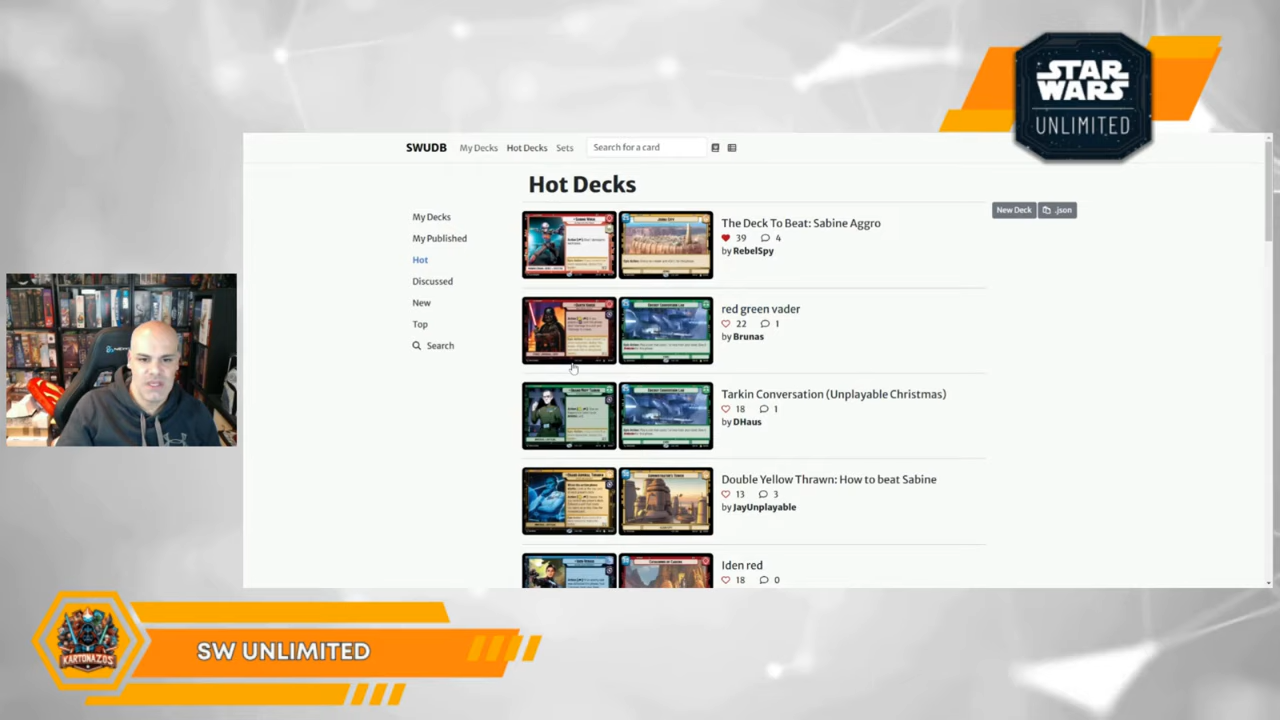 STAR
WARS
UNLIMITED
SWUDB My Decks Hot Decks Sets Search for a card
Hot Decks
New Deck .json
My Decks
My Published
Hot
Discussed
New
Top
Search
The Deck To Beat: Sabine Aggro
39 4
by RebelSpy
red green vader
22 1
by Brunas
Tarkin Conversation (Unplayable Christmas)
18 1
by DHaus
Double Yellow Thrawn: How to beat Sabine
13 3
by JayUnplayable
Iden red
18 0
KARTONAZOS
SW UNLIMITED